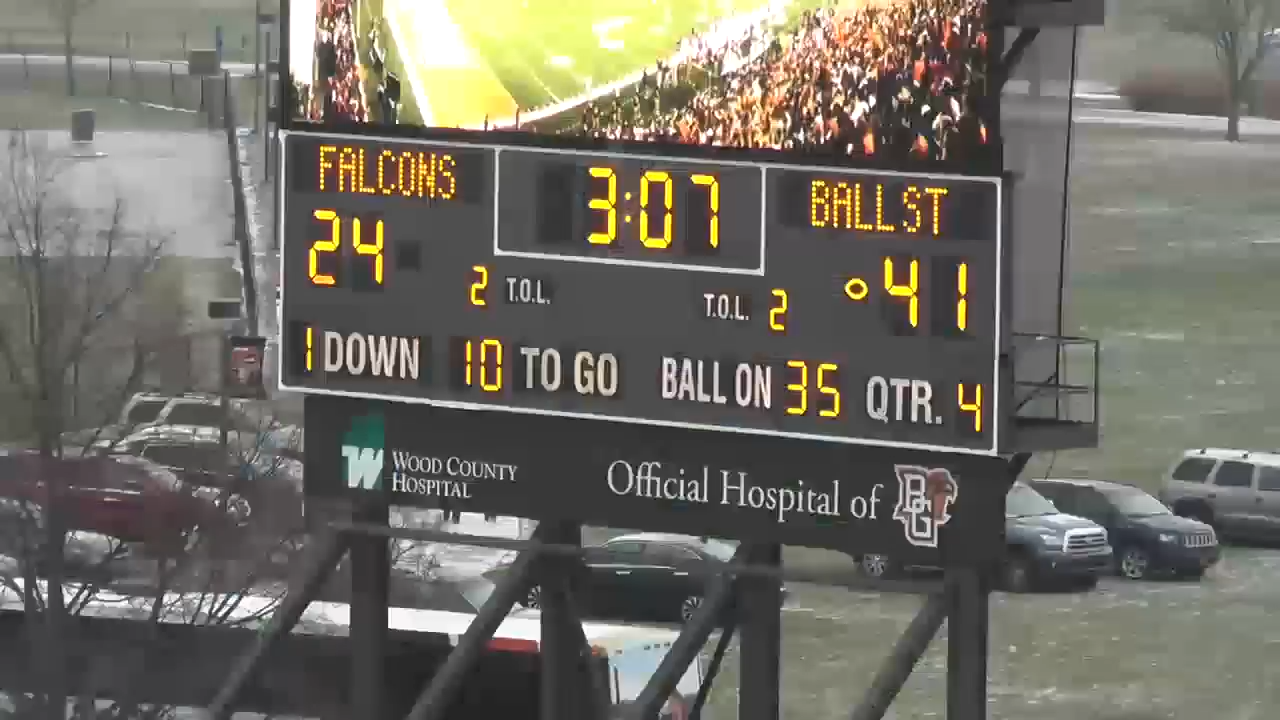 FALCONS 3:07 BALL ST
24 41
2 T.O.L. T.O.L. 2
1 DOWN 10 TO GO BALL ON 35 QTR. 4
W WOOD COUNTY HOSPITAL
Official Hospital of BG